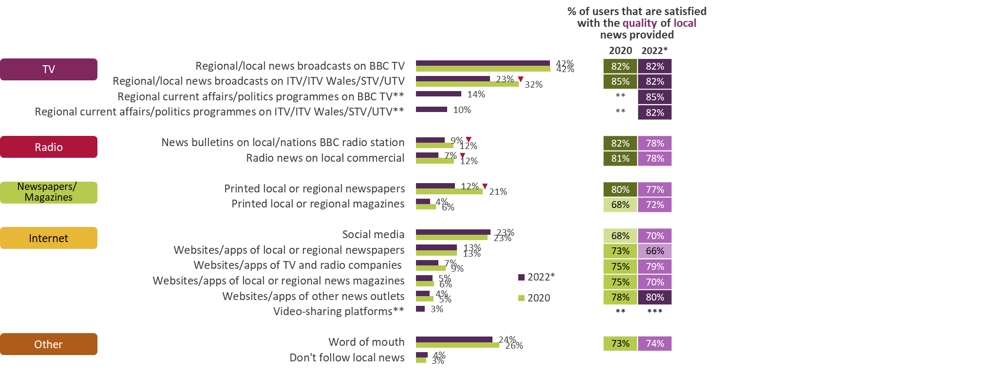 % of users that are satisfied
with the quality of local
news provided
2020 2022*
TV
Regional/local news broadcasts on BBC TV 42% 42% 82% 82%
Regional/local news broadcasts on ITV/ITV Wales/STV/UTV 23% 32% 85% 82%
Regional current affairs/politics programmes on BBC TV** 14% ** 85%
Regional current affairs/politics programmes on ITV/ITV Wales/STV/UTV** 10% ** 82%
Radio
News bulletins on local/nations BBC radio station 9% 12% 82% 78%
Radio news on local commercial 7% 12% 81% 78%
Newspapers/
Magazines
Printed local or regional newspapers 12% 21% 80% 77%
Printed local or regional magazines 4% 6% 68% 72%
Internet
Social media 23% 23% 68% 70%
Websites/apps of local or regional newspapers 13% 13% 73% 66%
Websites/apps of TV and radio companies 7% 9% 75% 79%
Websites/apps of local or regional news magazines 5% 6% 75% 70%
Websites/apps of other news outlets 4% 5% 78% 80%
Video-sharing platforms** 3% ** ***
2022*
2020
Other
Word of mouth 24% 26% 73% 74%
Don't follow local news 4% 3%